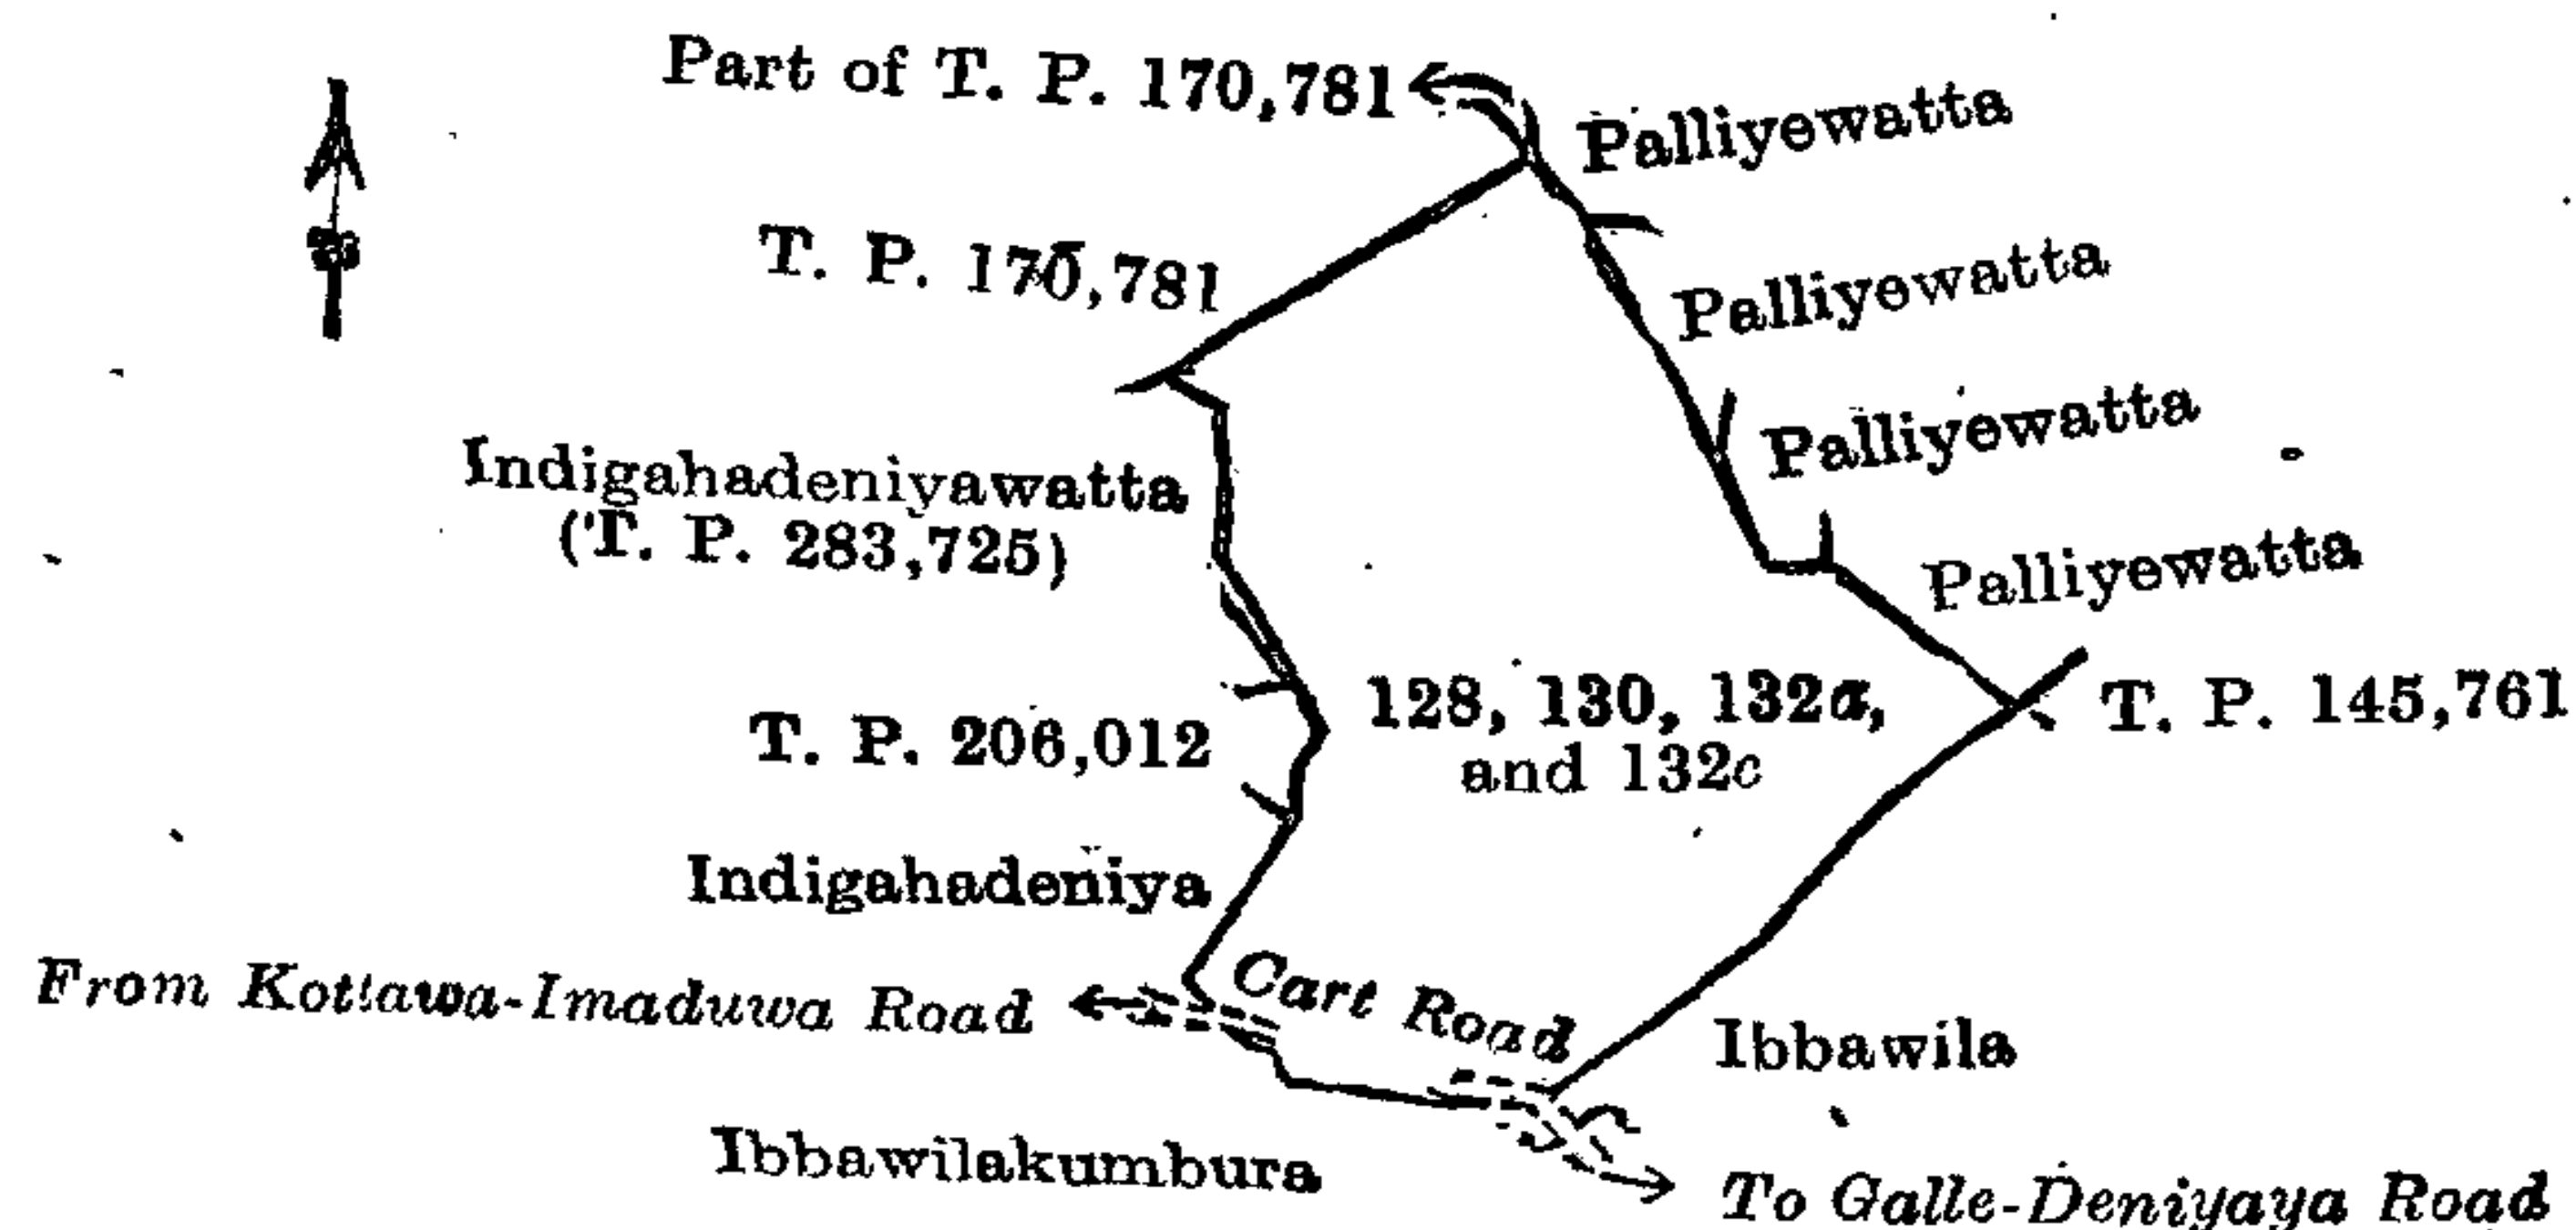 Part of T. P. 170,781
Palliyewatta
T. P. 170,781
Palliyewatta
Palliyewatta
Indigahadeniyawatta
(T. P. 283,725)
Palliyewatta
128, 130, 132a,
and 132c
T. P. 145,761
T. P. 206,012
Indigahadeniya
Cart Road
From Kottawa-Imaduwa Road
Ibbawila
Ibbawilakumbura
To Galle-Deniyaya Road